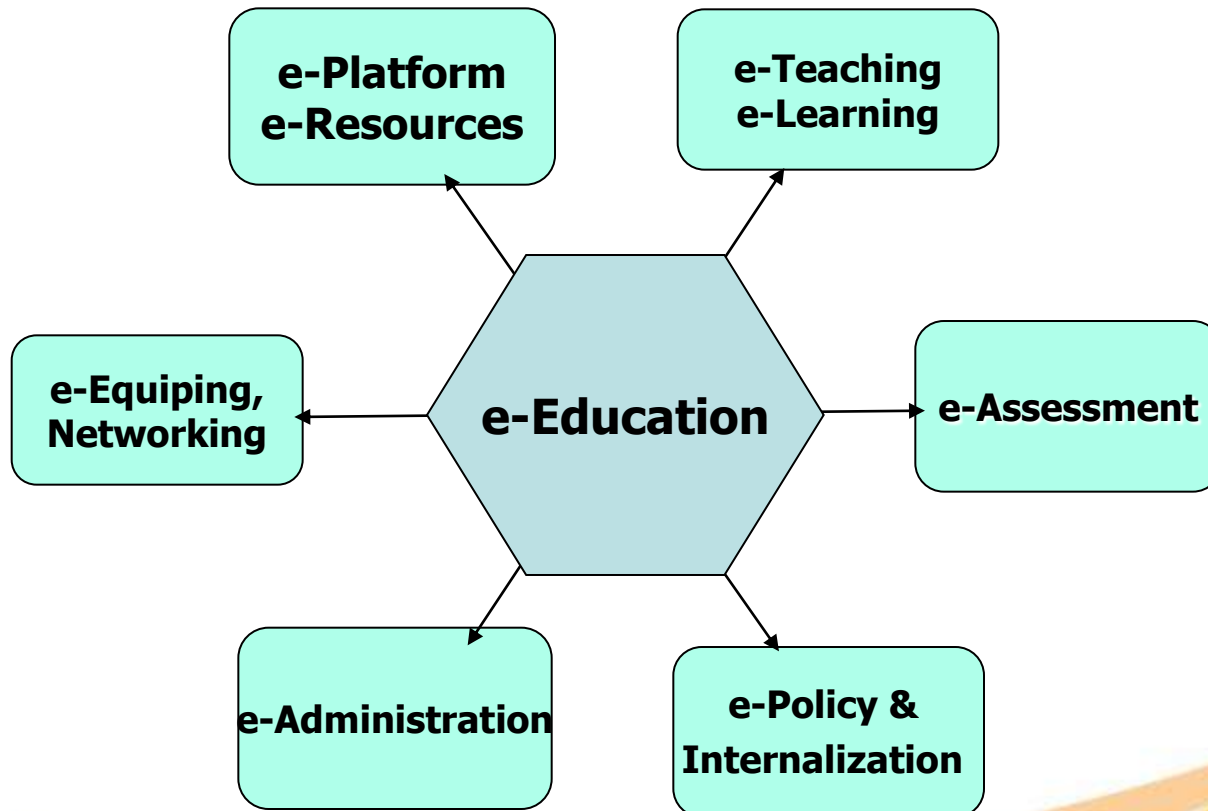 e-Platform
e-Resources
e-Teaching
e-Learning
e-Equiping,
Networking
e-Education
e-Assessment
e-Administration
e-Policy &
Internalization